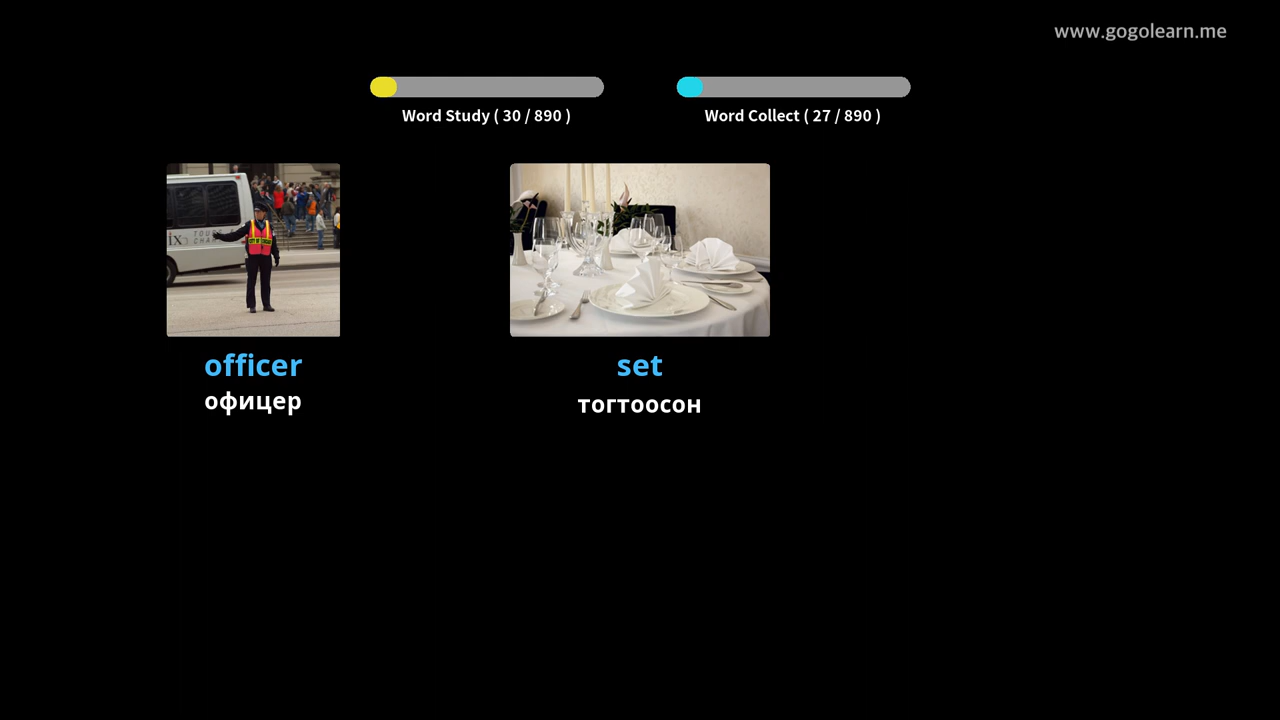 www.gogolearn.me
Word Study ( 30 / 890 )
Word Collect ( 27 / 890 )
officer
офицер
set
тогтоосон